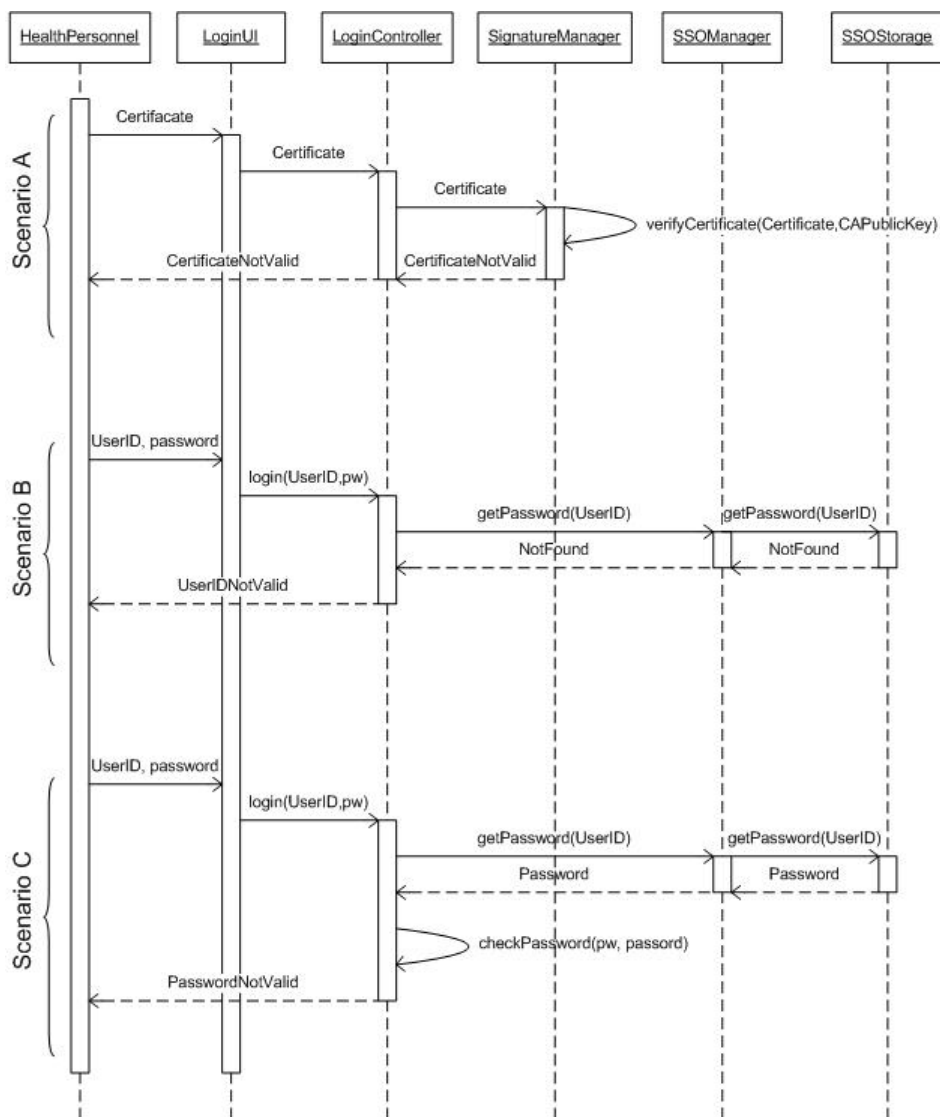 HealthPersonnel
LoginUI
LoginController
SignatureManager
SSOManager
SSOStorage
Scenario A
Certifacate
Certificate
Certificate
verifyCertificate(Certificate,CAPublicKey)
CertificateNotValid
CertificateNotValid
Scenario B
UserID, password
login(UserID,pw)
getPassword(UserID)
getPassword(UserID)
NotFound
NotFound
UserIDNotValid
Scenario C
UserID, password
login(UserID,pw)
getPassword(UserID)
getPassword(UserID)
Password
Password
checkPassword(pw, passord)
PasswordNotValid